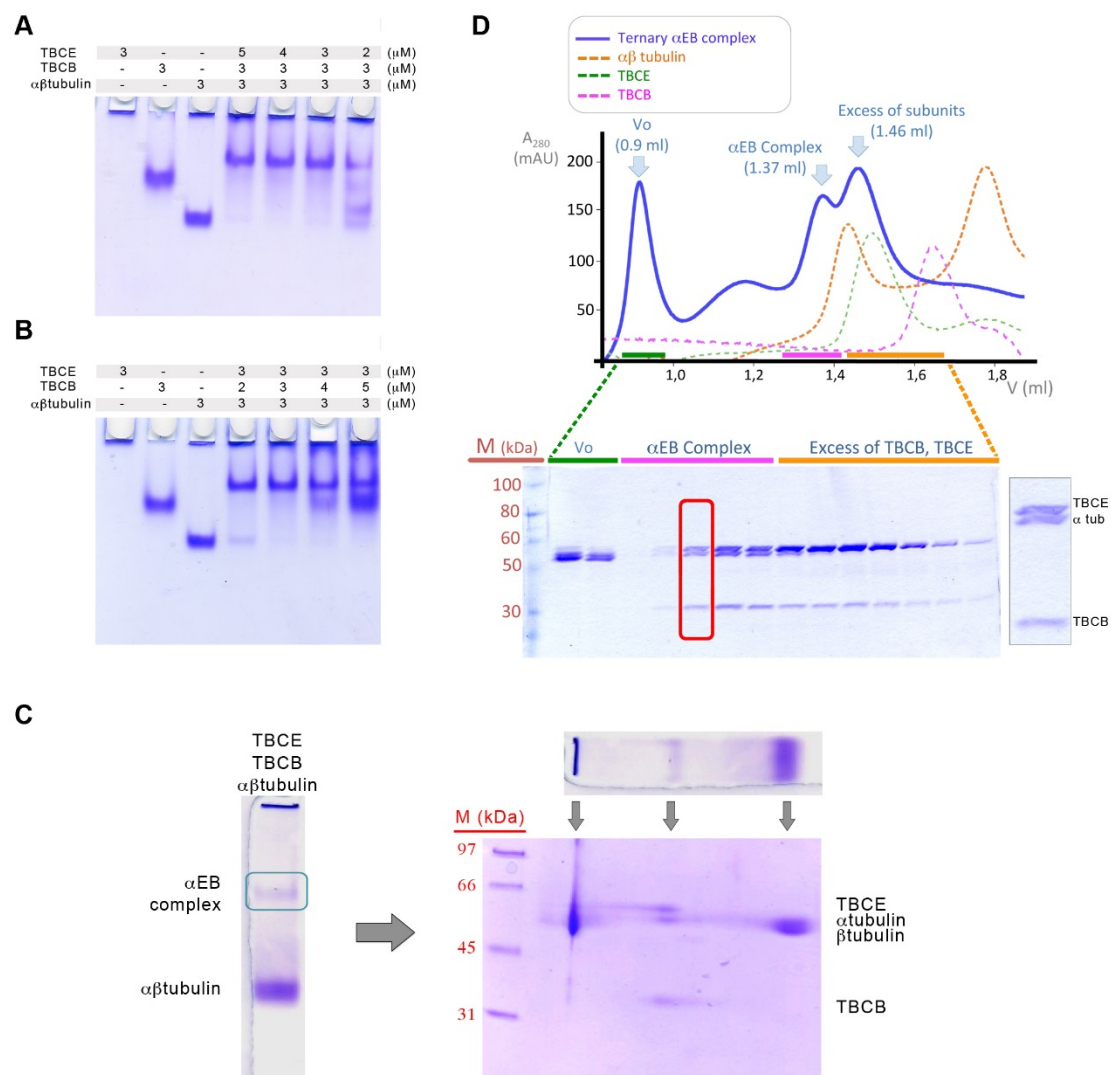 A
TBCE 3 - - 5 4 3 2 (μM)
TBCB - 3 - 3 3 3 3 (μM)
αβtubulin - - 3 3 3 3 3 (μM)
B
TBCE 3 - - 3 3 3 3 (μM)
TBCB - 3 - 2 3 4 5 (μM)
αβtubulin - - 3 3 3 3 3 (μM)
D
Ternary αEB complex
αβ tubulin
TBCE
TBCB
A280
(mAU)
200
150
100
50
Vo
(0.9 ml)
αEB Complex
(1.37 ml)
Excess of subunits
(1.46 ml)
1,0 1,2 1,4 1,6 1,8
V (ml)
M (kDa)
Vo
αEB Complex
Excess of TBCB, TBCE
100
80
60
50
30
TBCE
α tub
TBCB
C
TBCE
TBCB
αβtubulin
αEB
complex
αβtubulin
M (kDa)
97
66
45
31
TBCE
αtubulin
βtubulin
TBCB